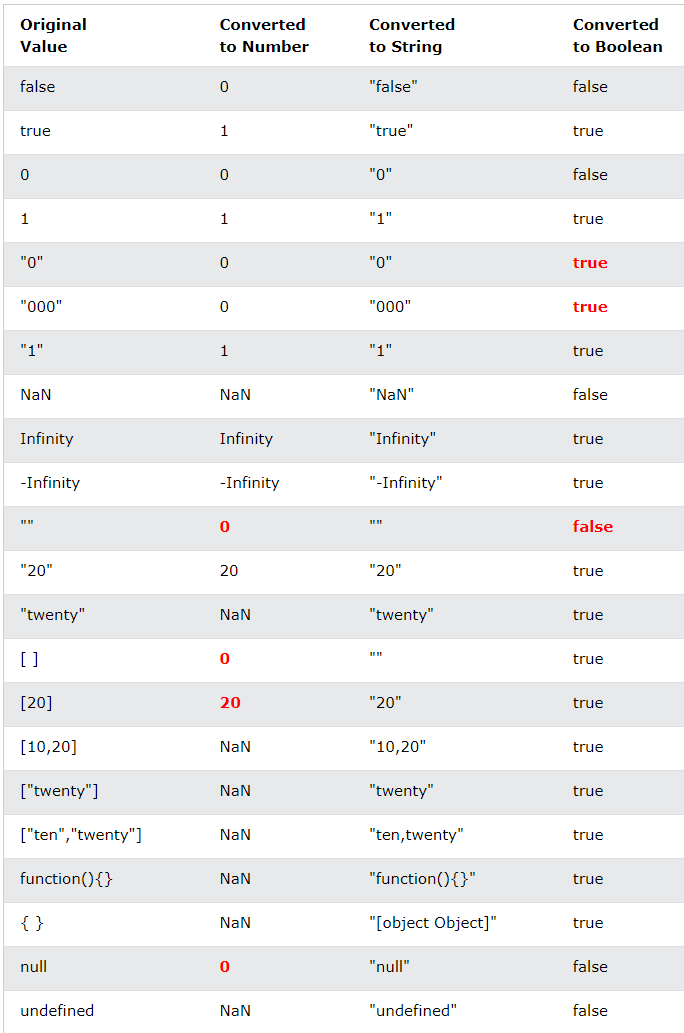 Original Value Converted to Number Converted to String Converted to Boolean
false 0 "false" false
true 1 "true" true
0 0 "0" false
1 1 "1" true
"0" 0 "0" true
"000" 0 "000" true
"1" 1 "1" true
NaN NaN "NaN" false
Infinity Infinity "Infinity" true
-Infinity -Infinity "-Infinity" true
"" 0 "" false
"20" 20 "20" true
"twenty" NaN "twenty" true
[ ] 0 "" true
[20] 20 "20" true
[10,20] NaN "10,20" true
["twenty"] NaN "twenty" true
["ten","twenty"] NaN "ten,twenty" true
function(){} NaN "function(){}" true
{ } NaN "[object Object]" true
null 0 "null" false
undefined NaN "undefined" false